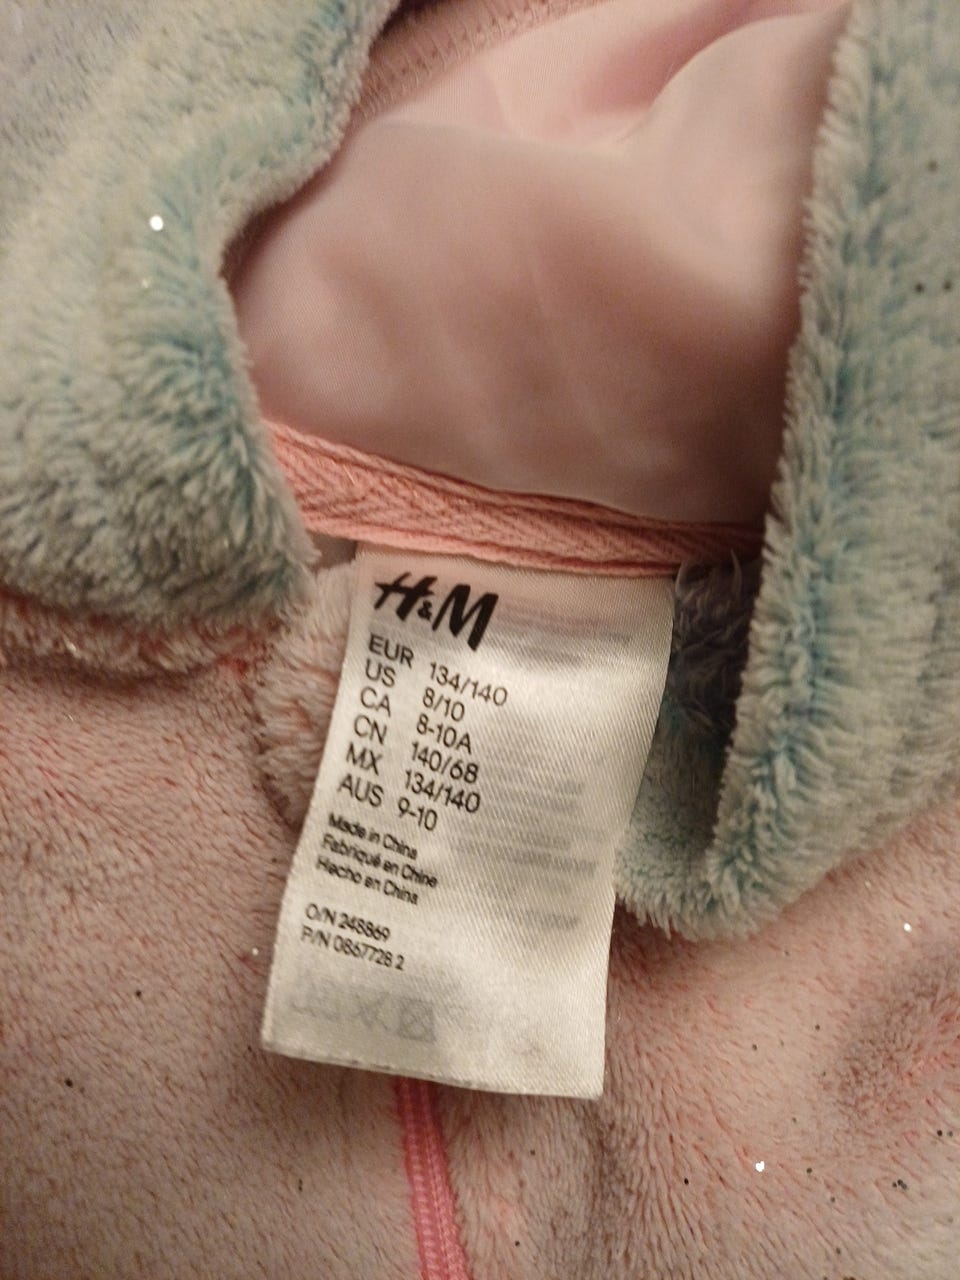 H&M
EUR 134/140
US 8/10
CA 8-10A
CN 140/68
MX 134/140
AUS 9-10
Made in China
Fabriqué en Chine
Hecho en China
O/N 248869
P/N 0867728 2